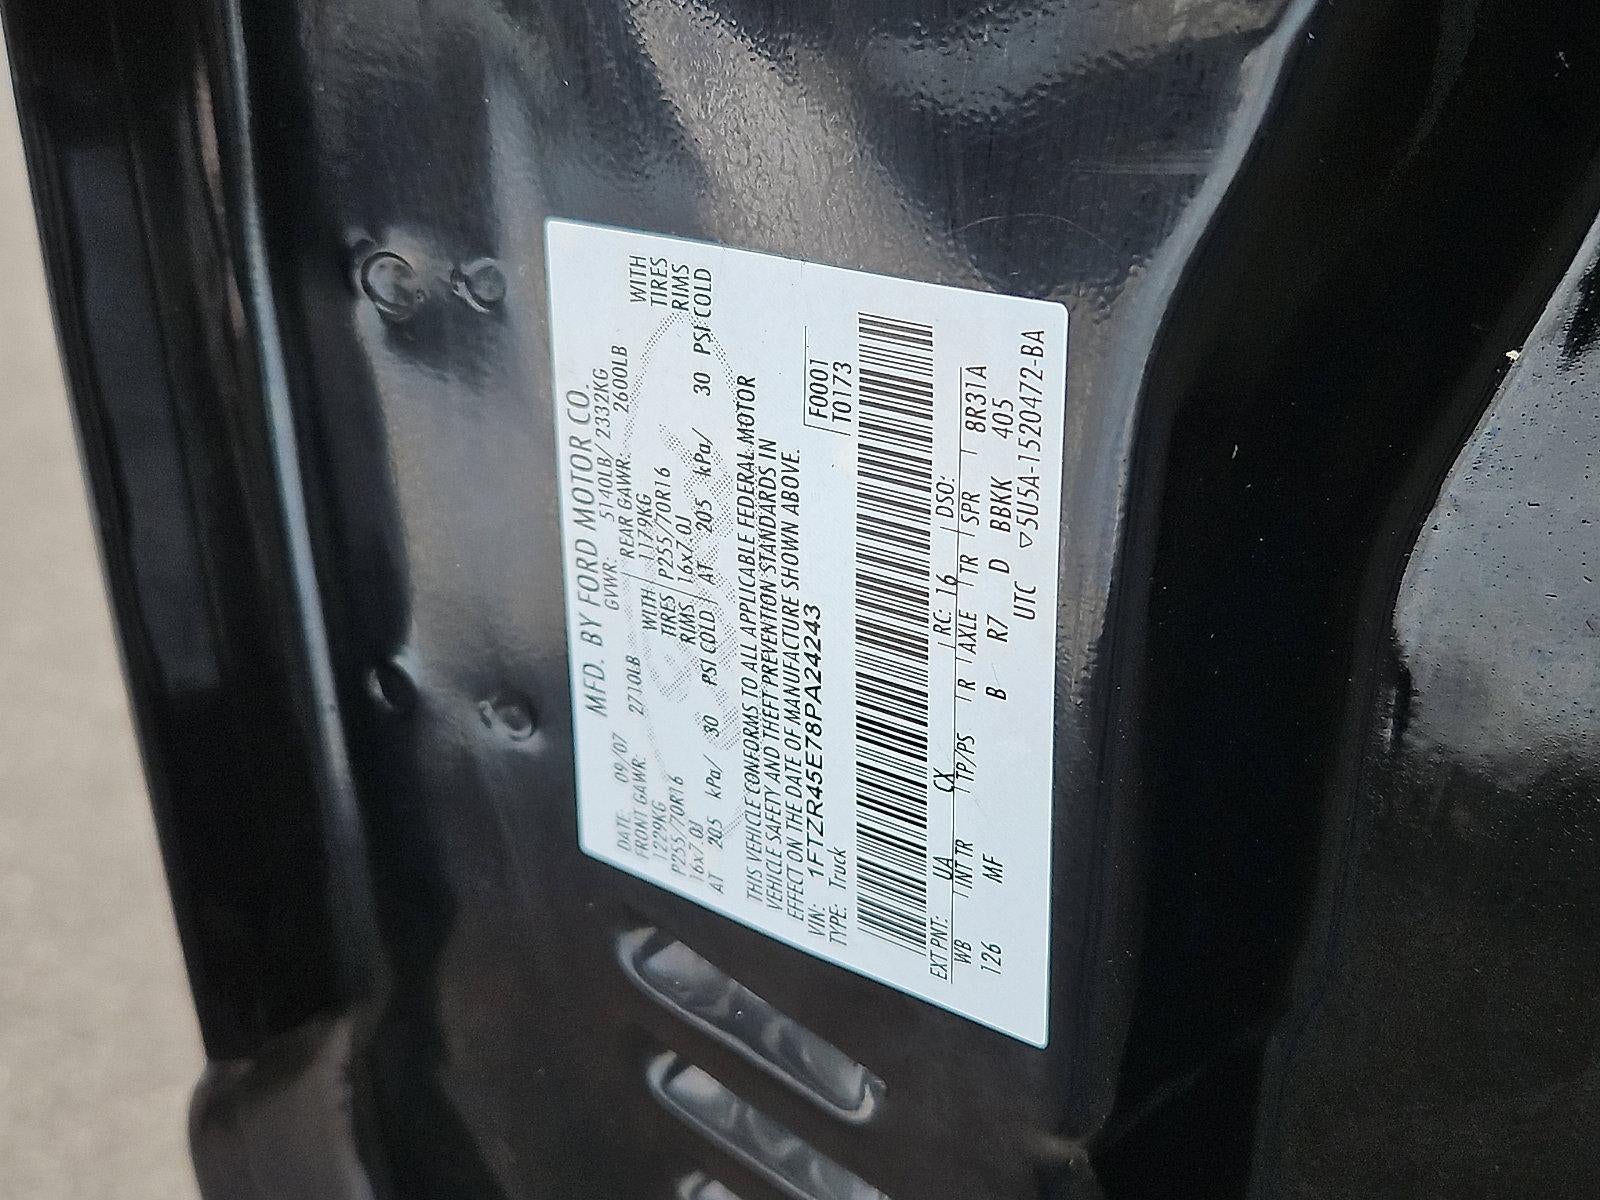 MFD. BY FORD MOTOR CO.
DATE: 09/07 GVWR: 5140LB/ 2332KG
FRONT GAWR: 2710LB REAR GAWR: 2600LB
1229KG WITH 1179KG WITH
P255/70R16 TIRES P255/70R16 TIRES
16x7.0J RIMS 16x7.0J RIMS
AT 205 kPa/ 30 PSI COLD AT 205 kPa/ 30 PSI COLD
THIS VEHICLE CONFORMS TO ALL APPLICABLE FEDERAL MOTOR
VEHICLE SAFETY AND THEFT PREVENTION STANDARDS IN
EFFECT ON THE DATE OF MANUFACTURE SHOWN ABOVE.
VIN: 1FTZR45E78PA24243 F0001
TYPE: Truck T0173
EXT PNT: UA CX RC: 16 DSO:
WB INT TR TP/PS R AXLE TR SPR 8R31A
126 MF B R7 D BBKK 405
UTC ▽5U5A-1520472-BA